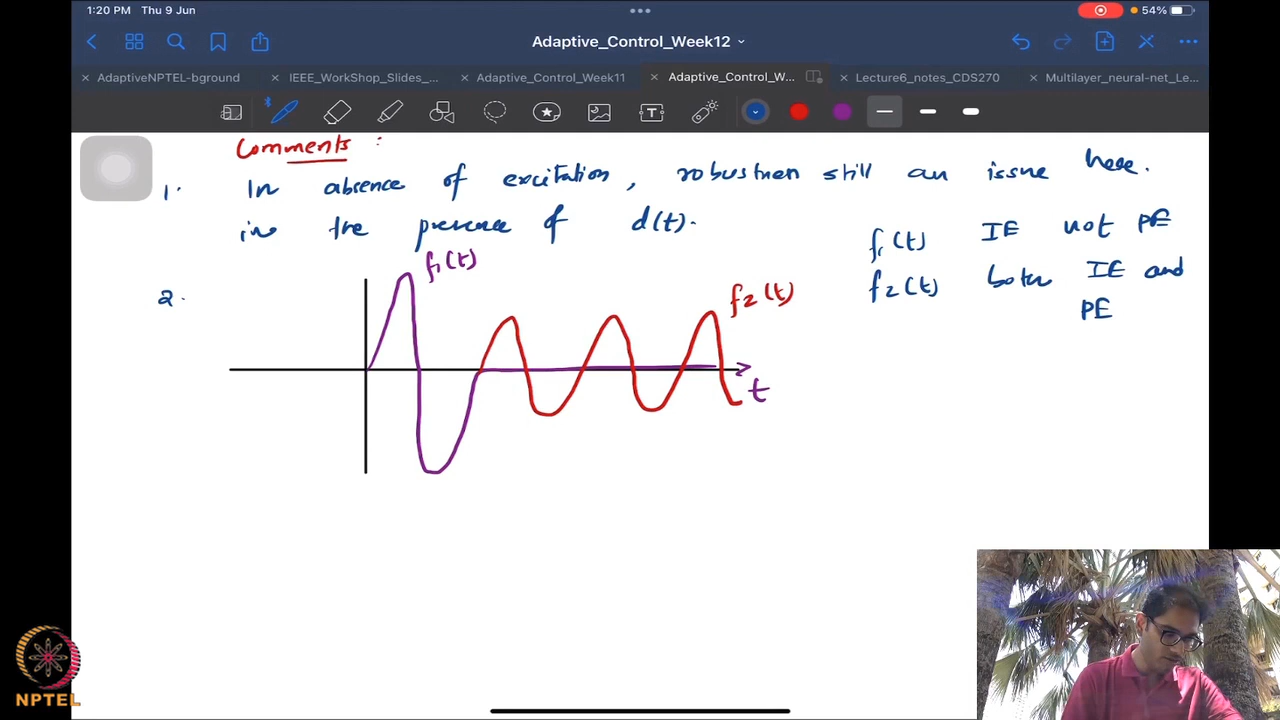 1:20 PM Thu 9 Jun
54%
Adaptive_Control_Week12
AdaptiveNPTEL-bground
IEEE_WorkShop_Slides_...
Adaptive_Control_Week11
Adaptive_Control_W...
Lecture6_notes_CDS270
Multilayer_neural-net_Le...
Comments :
1. In absence of excitation, robustness still an issue here.
in the presence of d(t).
f1(t) IE not PE
f2(t) both IE and
PE
2.
f1(t)
f2(t)
t
NPTEL